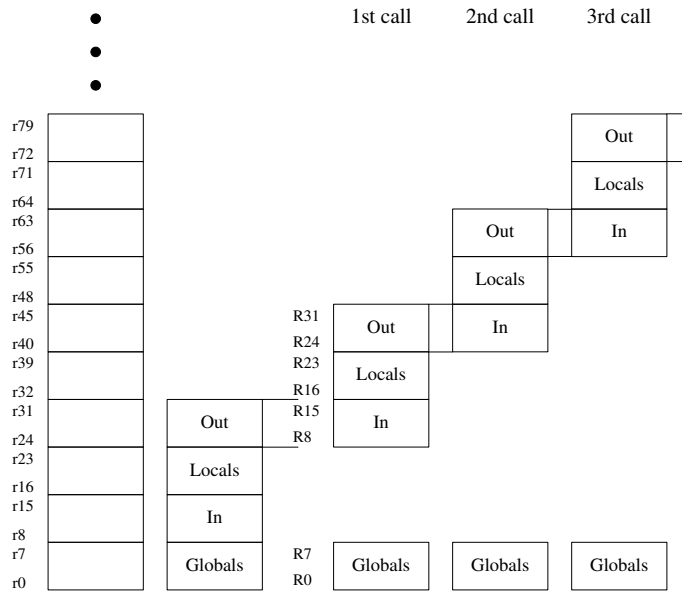 1st call 2nd call 3rd call
r79
Out
r72
r71
Locals
r64
r63
Out In
r56
r55
Locals
r48
r45 R31
Out In
r40 R24
r39 R23
Locals
r32 R16
r31 R15
Out In
r24 R8
r23
Locals
r16
r15
In
r8
r7 R7
Globals Globals Globals Globals
r0 R0